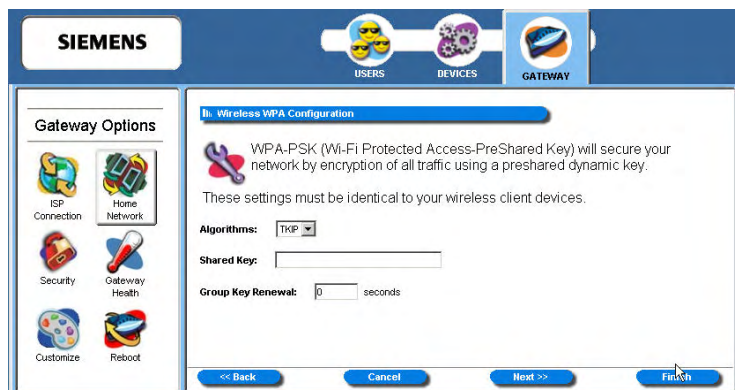 SIEMENS
USERS
DEVICES
GATEWAY
Gateway Options
ISP
Connection
Home
Network
Security
Gateway
Health
Customize
Reboot
Wireless WPA Configuration
WPA-PSK (Wi-Fi Protected Access-PreShared Key) will secure your
network by encryption of all traffic using a preshared dynamic key.
These settings must be identical to your wireless client devices.
Algorithms: TKIP
Shared Key:
Group Key Renewal: 0 seconds
<< Back Cancel Next >> Finish